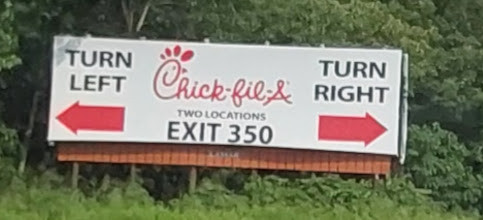 TURN
LEFT
Chick-fil-A
TWO LOCATIONS
EXIT 350
TURN
RIGHT